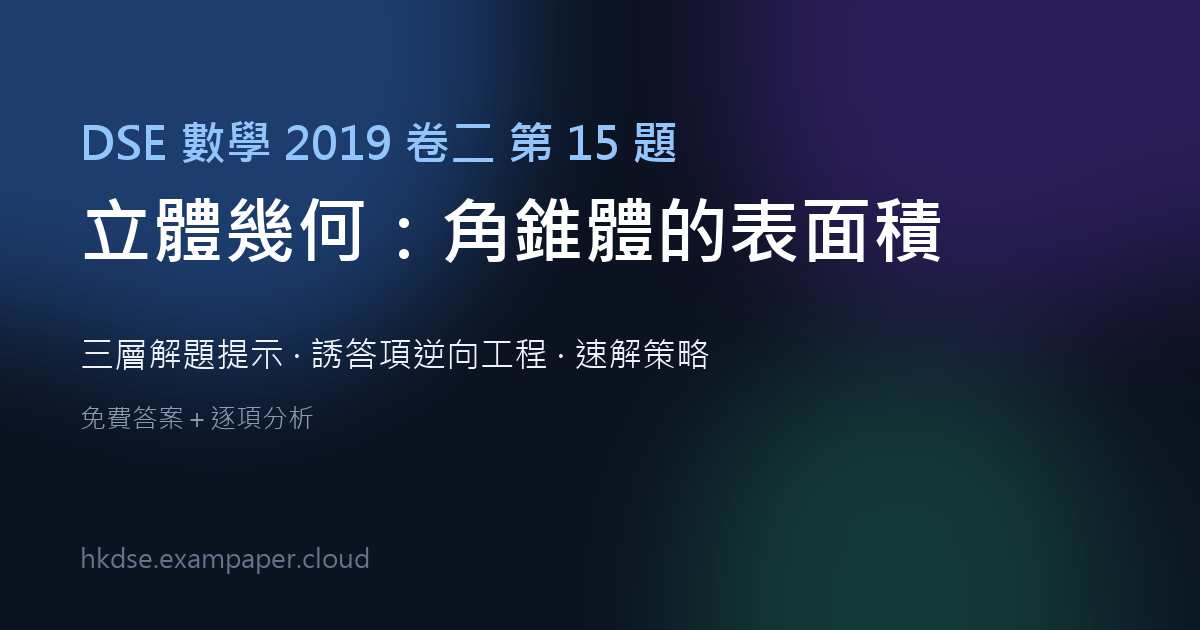 DSE 數學 2019 卷二 第 15 題
立體幾何：角錐體的表面積
三層解題提示 · 誘答項逆向工程 · 速解策略
免費答案 + 逐項分析
hkdse.exampaper.cloud